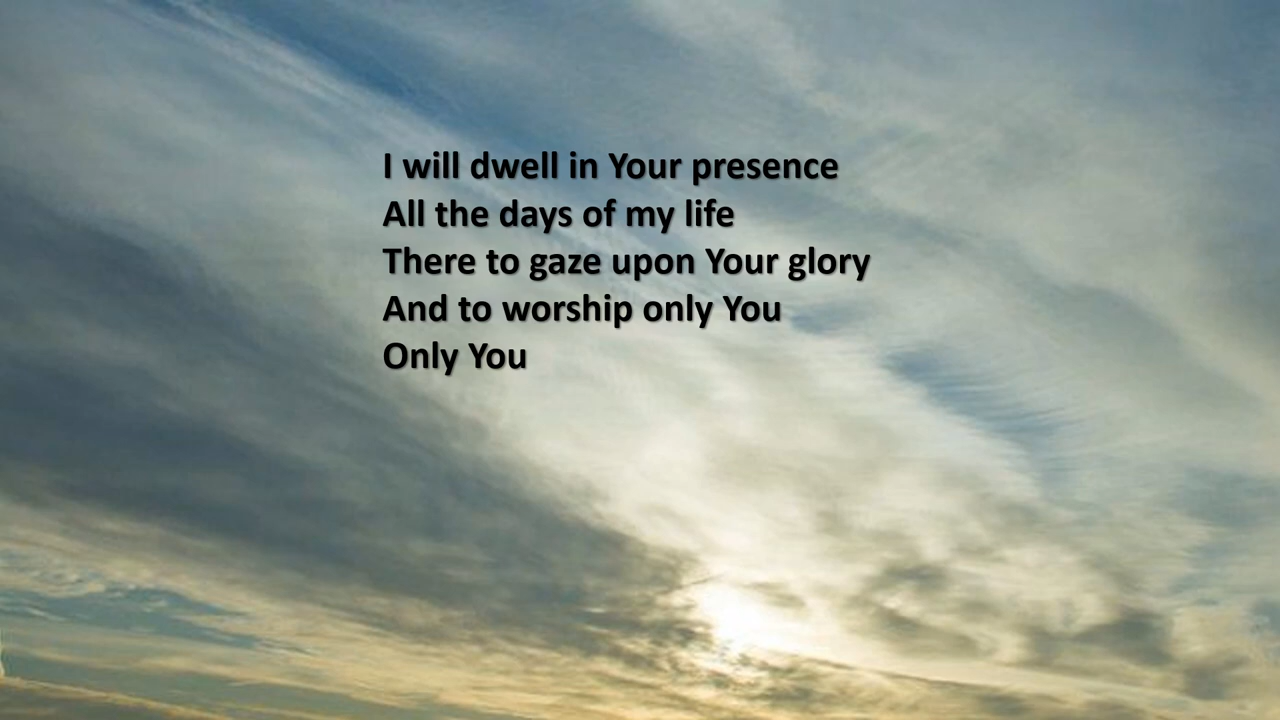 I will dwell in Your presence
All the days of my life
There to gaze upon Your glory
And to worship only You
Only You